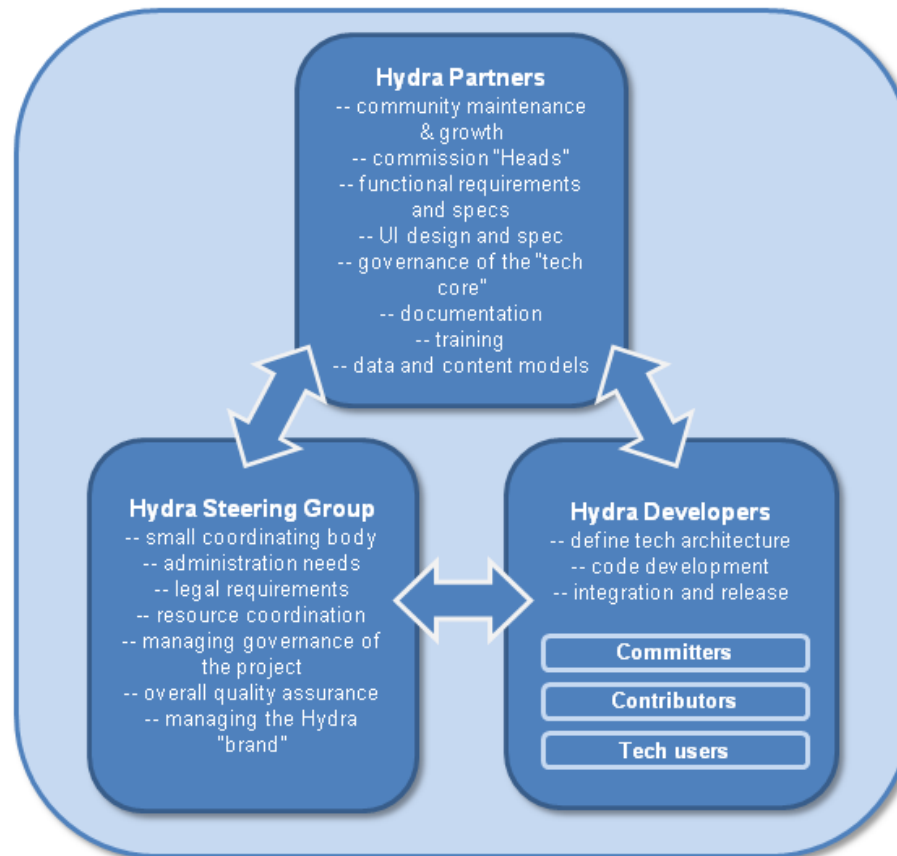 Hydra Partners
-- community maintenance
& growth
-- commission "Heads"
-- functional requirements
and specs
-- UI design and spec
-- governance of the "tech
core"
-- documentation
-- training
-- data and content models
Hydra Steering Group
-- small coordinating body
-- administration needs
-- legal requirements
-- resource coordination
-- managing governance of
the project
-- overall quality assurance
-- managing the Hydra
"brand"
Hydra Developers
-- define tech architecture
-- code development
-- integration and release
Committers
Contributors
Tech users